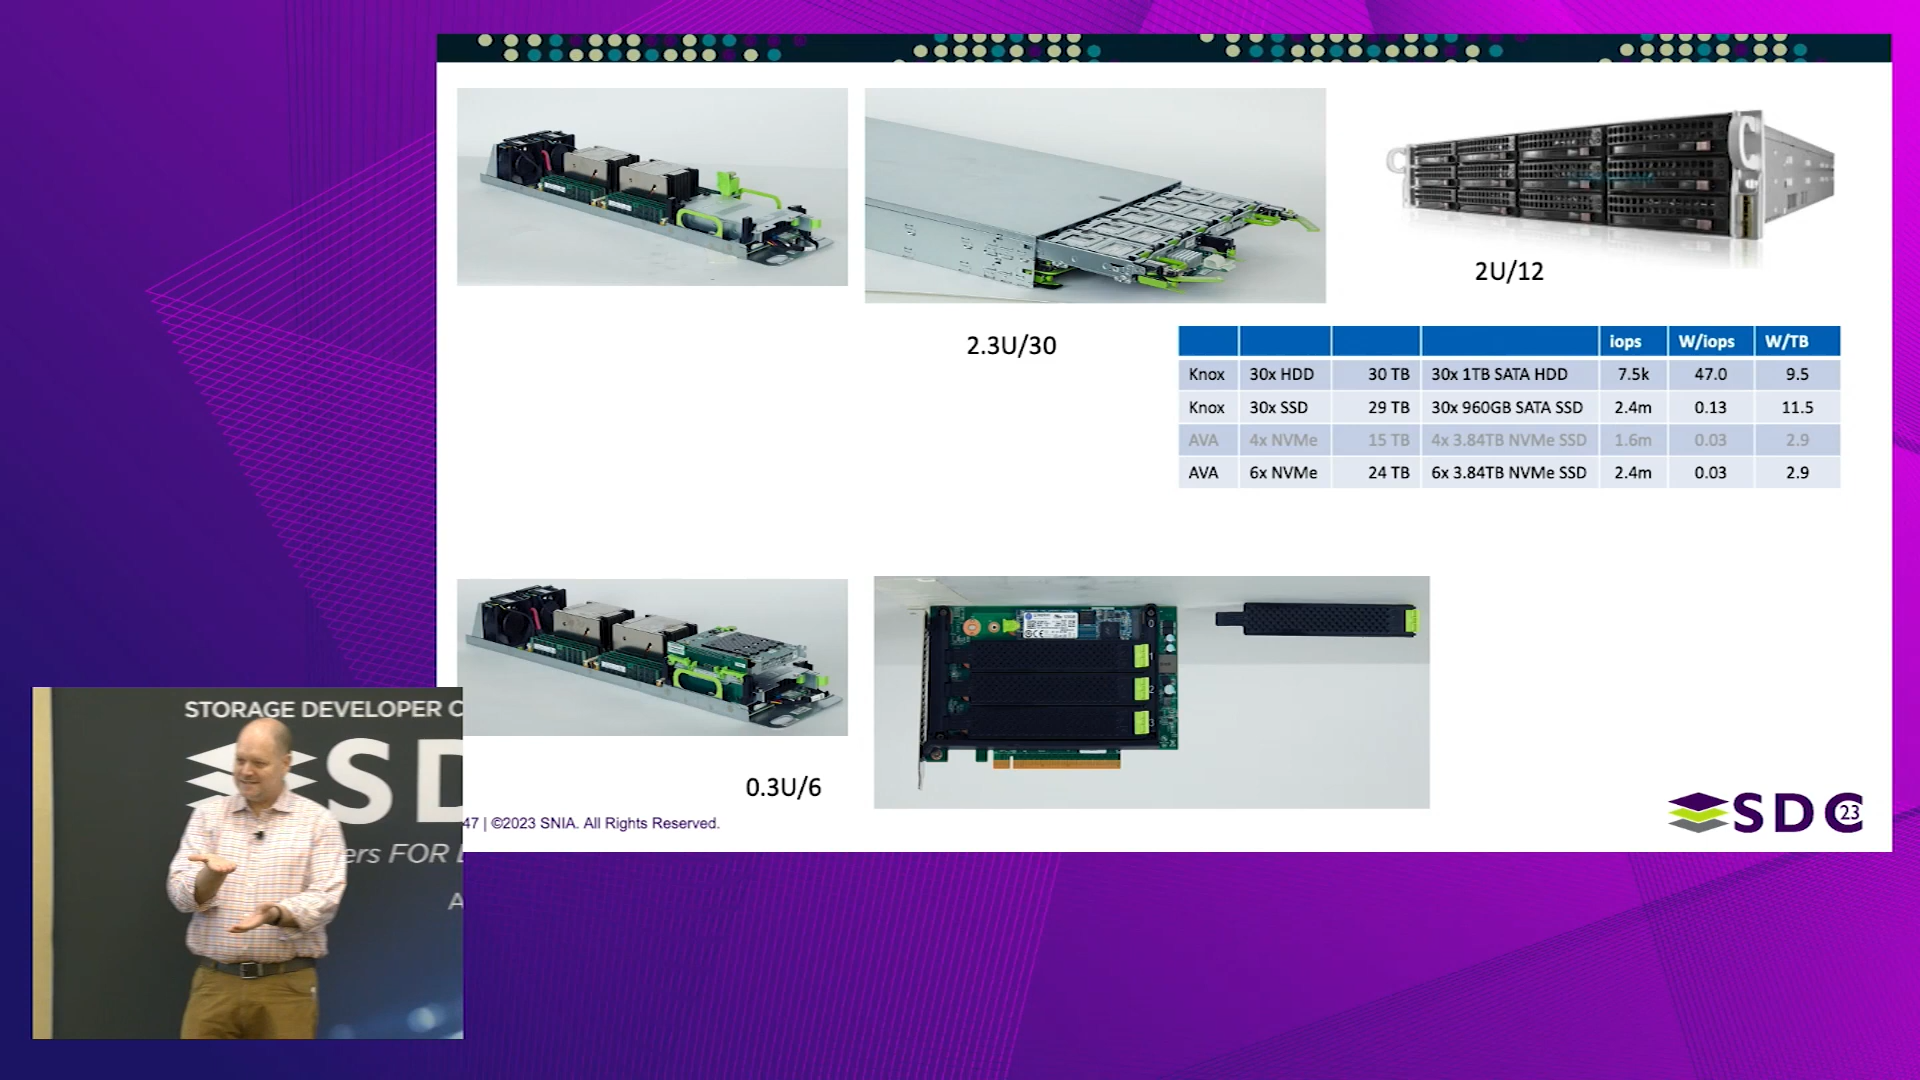 2U/12
2.3U/30
iops W/iops W/TB
Knox 30x HDD 30 TB 30x 1TB SATA HDD 7.5k 47.0 9.5
Knox 30x SSD 29 TB 30x 960GB SATA SSD 2.4m 0.13 11.5
AVA 4x NVMe 15 TB 4x 3.84TB NVMe SSD 1.6m 0.03 2.9
AVA 6x NVMe 24 TB 6x 3.84TB NVMe SSD 2.4m 0.03 2.9
0
1
2
3
0.3U/6
47 | ©2023 SNIA. All Rights Reserved.
SDC 23
STORAGE DEVELOPER C
SD
ers FOR D
A